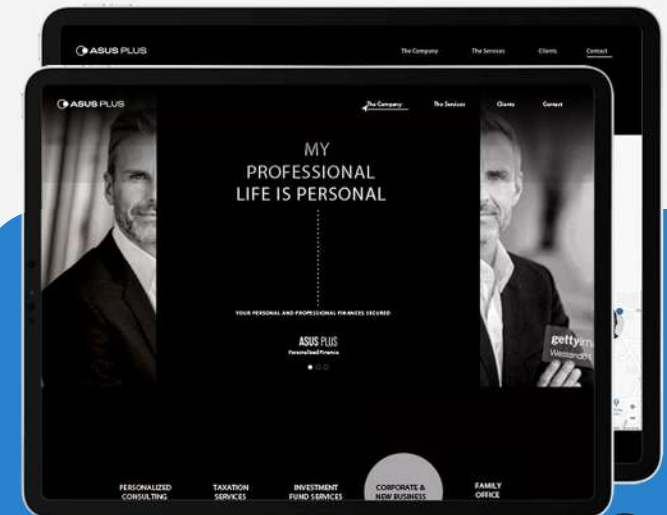 ASUS PLUS
The Company
The Services
Clients
Contact
ASUS PLUS
The Company
The Services
Clients
Contact
MY
PROFESSIONAL
LIFE IS PERSONAL
YOUR PERSONAL AND PROFESSIONAL FINANCES SECURED
ASUS PLUS
Personalized Finance.
gettyim
Westend61
PERSONALIZED
CONSULTING
TAXATION
SERVICES
INVESTMENT
FUND SERVICES
CORPORATE &
NEW BUSINESS
FAMILY
OFFICE